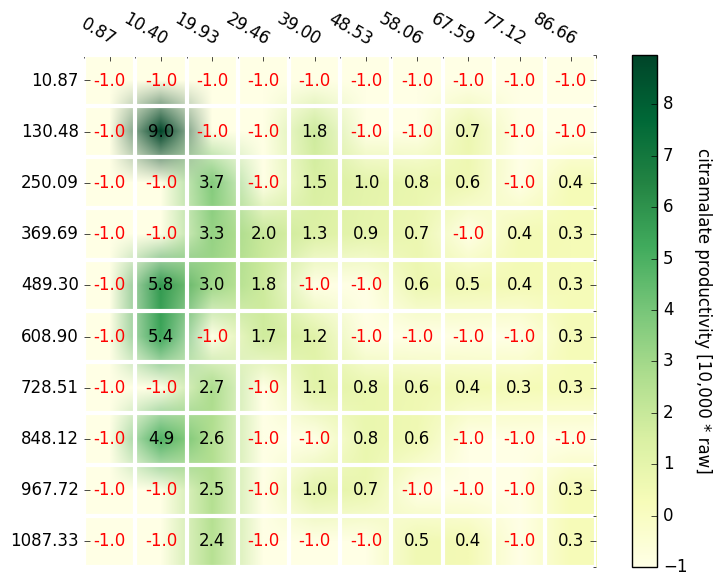 0.87 10.40 19.93 29.46 39.00 48.53 58.06 67.59 77.12 86.66
10.87 -1.0 -1.0 -1.0 -1.0 -1.0 -1.0 -1.0 -1.0 -1.0 -1.0
130.48 -1.0 9.0 -1.0 -1.0 1.8 -1.0 -1.0 0.7 -1.0 -1.0
250.09 -1.0 -1.0 3.7 -1.0 1.5 1.0 0.8 0.6 -1.0 0.4
369.69 -1.0 -1.0 3.3 2.0 1.3 0.9 0.7 -1.0 0.4 0.3
489.30 -1.0 5.8 3.0 1.8 -1.0 -1.0 0.6 0.5 0.4 0.3
608.90 -1.0 5.4 -1.0 1.7 1.2 -1.0 -1.0 -1.0 -1.0 0.3
728.51 -1.0 -1.0 2.7 -1.0 1.1 0.8 0.6 0.4 0.3 0.3
848.12 -1.0 4.9 2.6 -1.0 -1.0 0.8 0.6 -1.0 -1.0 -1.0
967.72 -1.0 -1.0 2.5 -1.0 1.0 0.7 -1.0 -1.0 -1.0 0.3
1087.33 -1.0 -1.0 2.4 -1.0 -1.0 -1.0 0.5 0.4 -1.0 0.3
8
7
6
5
4
3
2
1
0
−1
citramalate productivity [10,000 * raw]